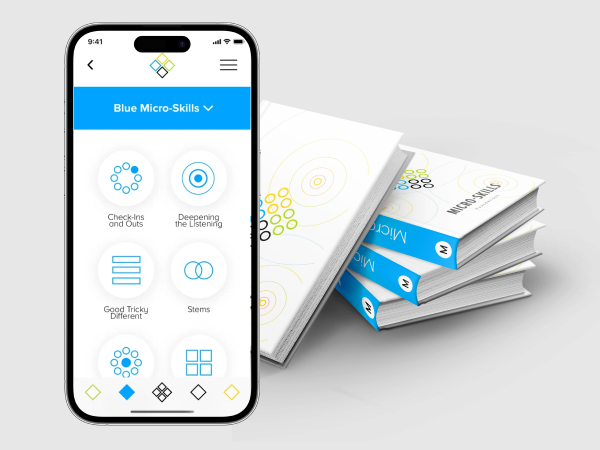 9:41
Blue Micro-Skills
Check-Ins
and Outs
Deepening
the Listening
Good Tricky
Different
Stems
MICRO-SKILLS
Micro
M
Micro
M
M